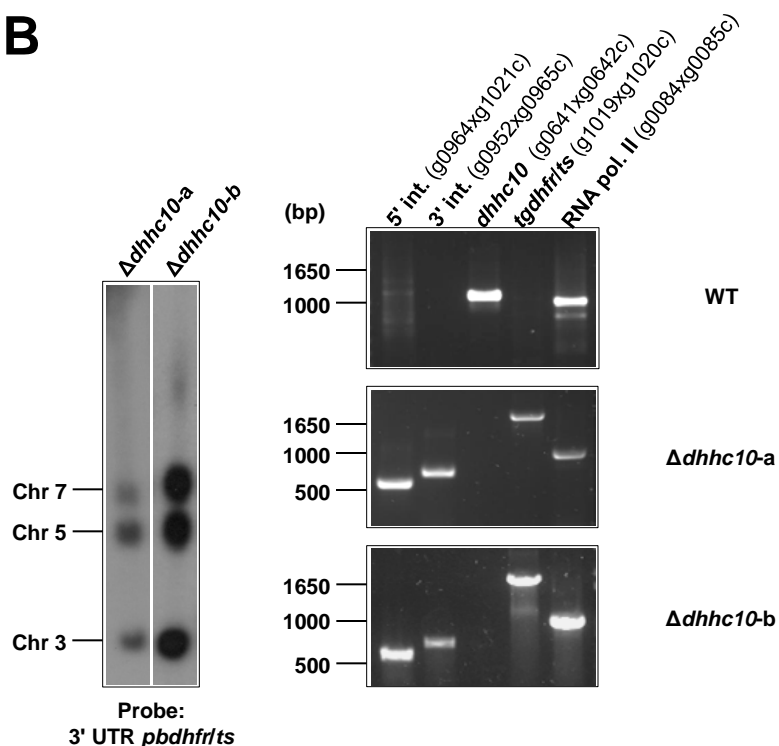 B
Δdhhc10-a
Δdhhc10-b
Chr 7
Chr 5
Chr 3
Probe:
3' UTR pbdhfr/ts
(bp)
5' int. (g0964xg1021c)
3' int. (g0952xg0965c)
dhhc10 (g0641xg0642c)
tgdhfr/ts (g1019xg1020c)
RNA pol. II (g0084xg0085c)
1650
1000
WT
1650
1000
500
Δdhhc10-a
1650
1000
500
Δdhhc10-b